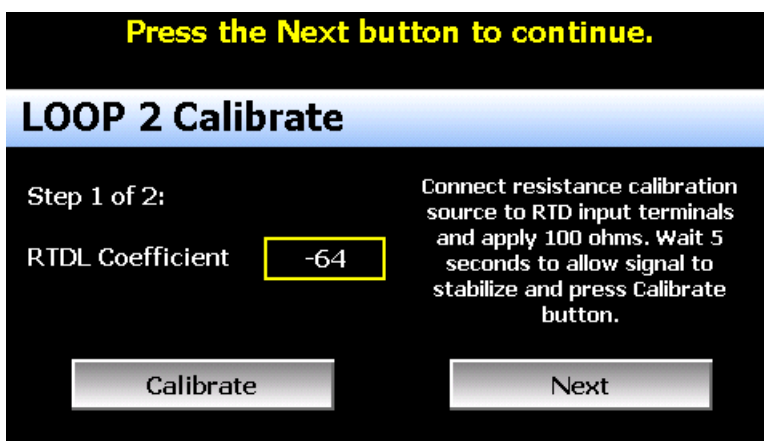 Press the Next button to continue.
LOOP 2 Calibrate
Step 1 of 2:
RTDL Coefficient -64
Connect resistance calibration
source to RTD input terminals
and apply 100 ohms. Wait 5
seconds to allow signal to
stabilize and press Calibrate
button.
Calibrate
Next